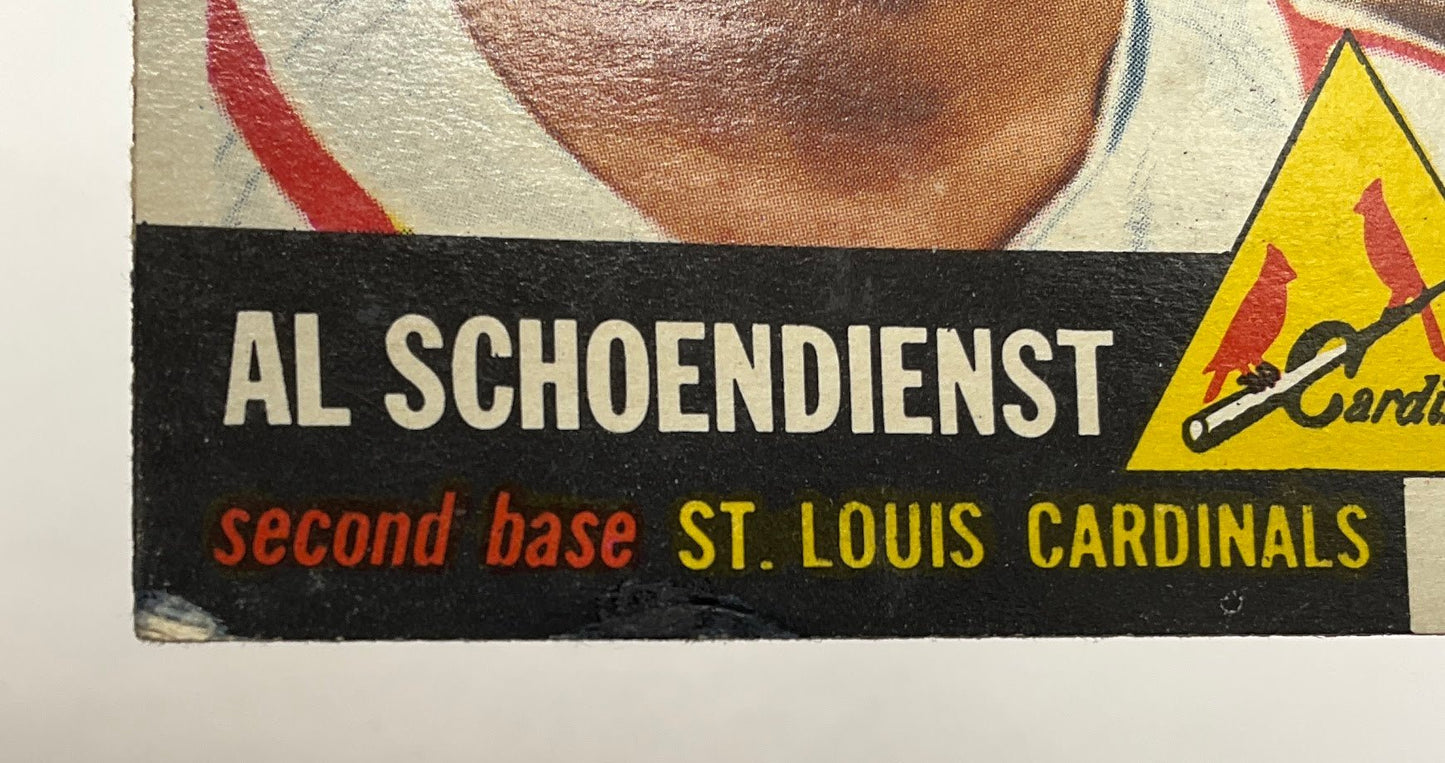 AL SCHOENDIENST
second base ST. LOUIS CARDINALS